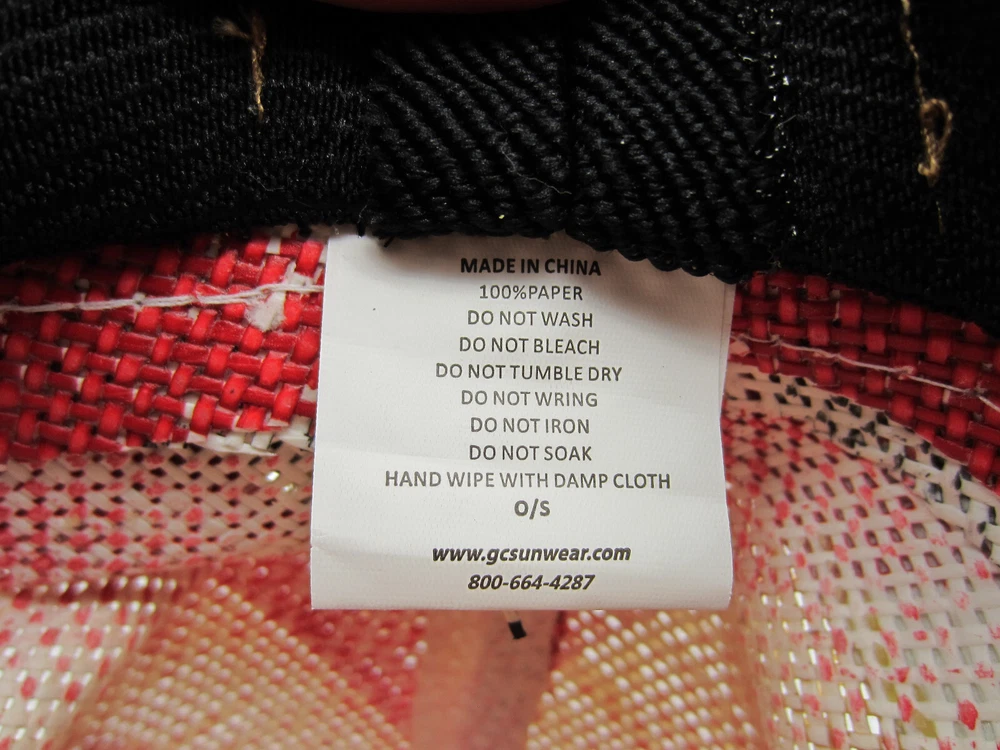 MADE IN CHINA
100%PAPER
DO NOT WASH
DO NOT BLEACH
DO NOT TUMBLE DRY
DO NOT WRING
DO NOT IRON
DO NOT SOAK
HAND WIPE WITH DAMP CLOTH
O/S
www.gcsunwear.com
800-664-4287